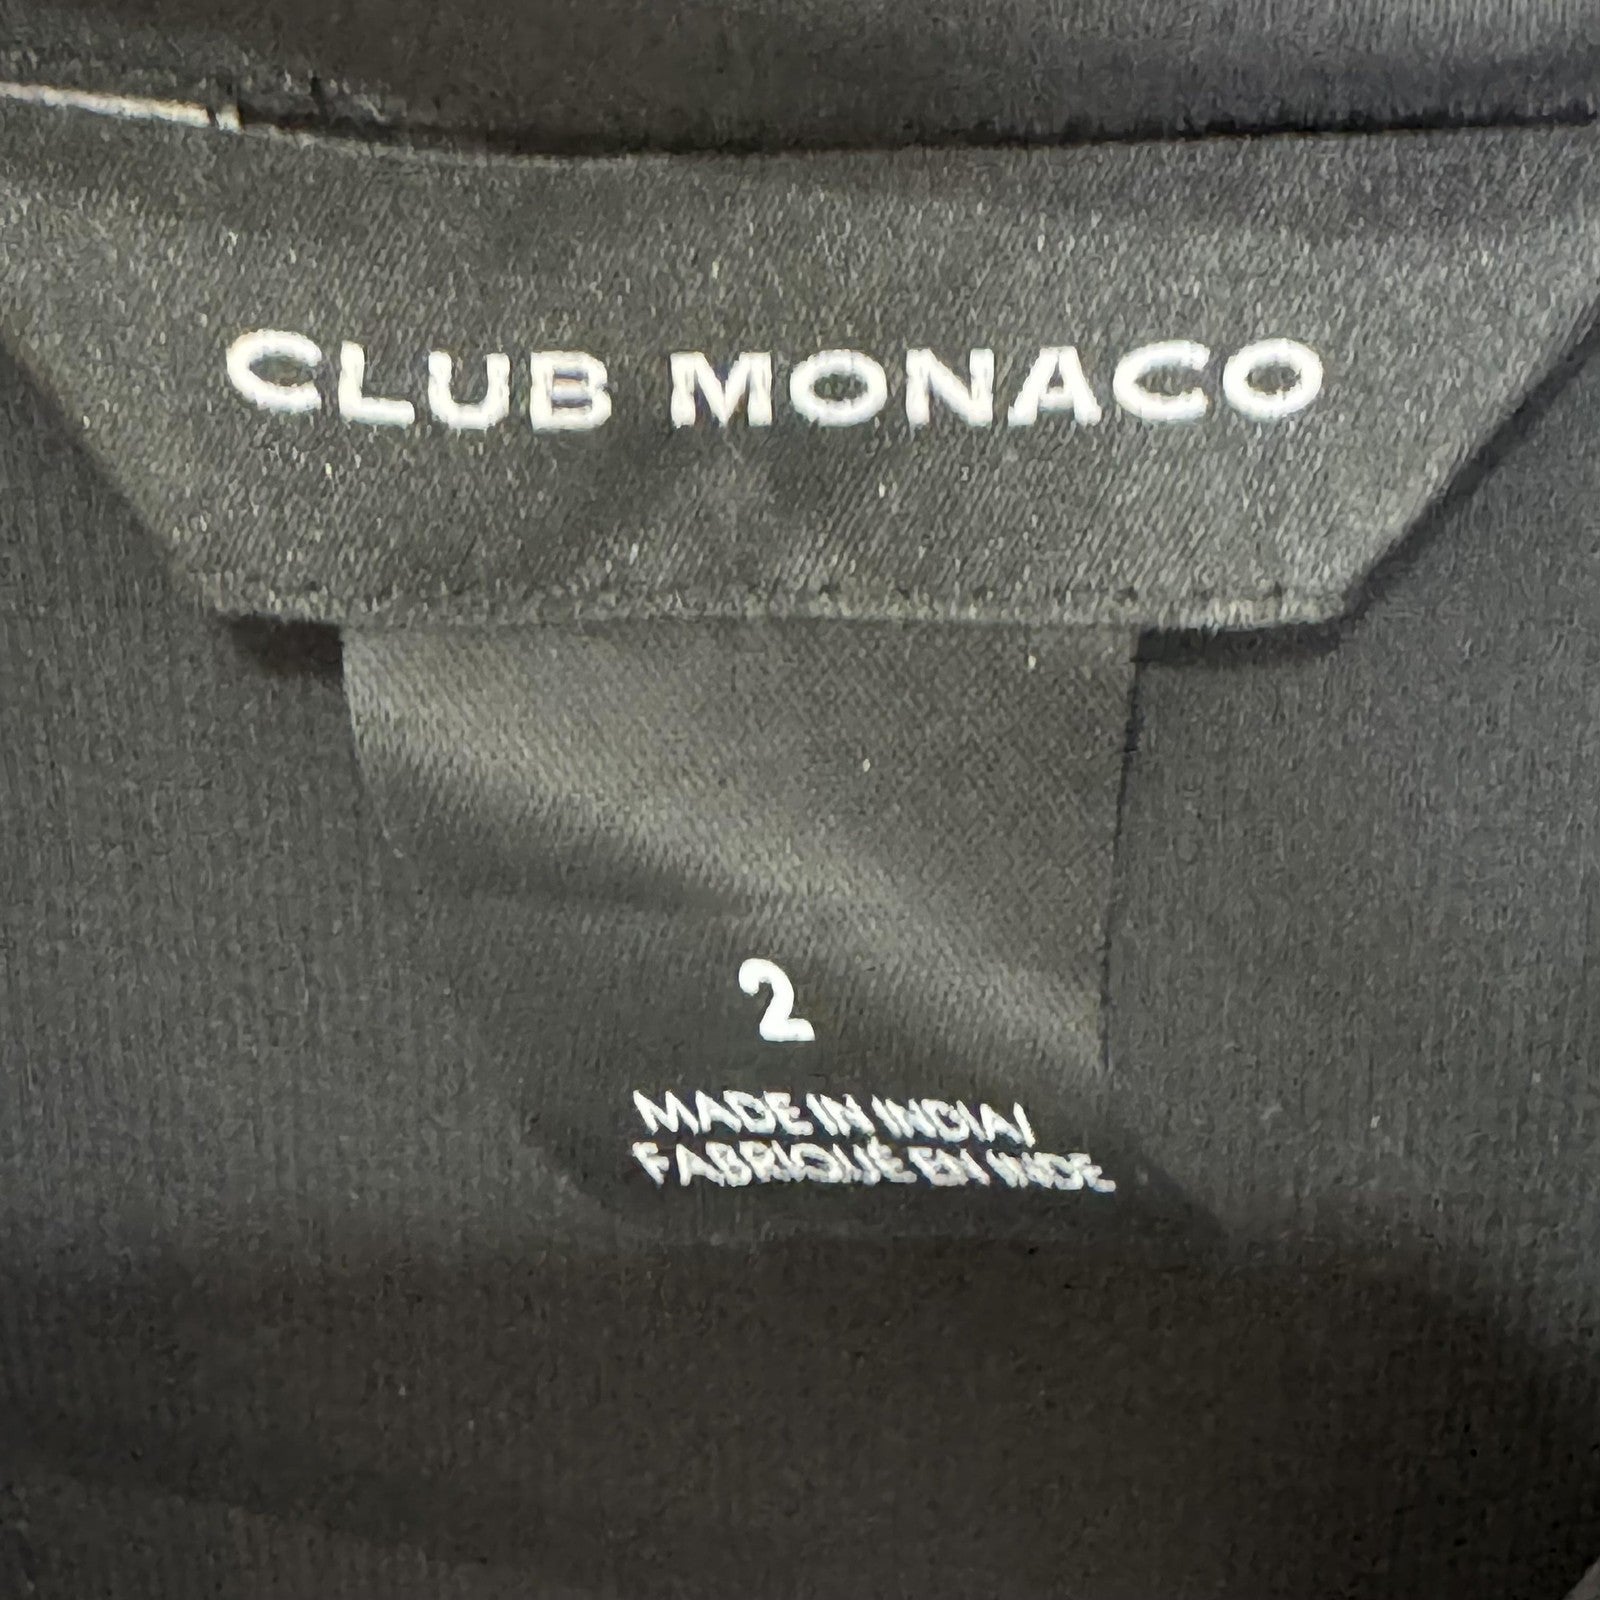 CLUB MONACO
2
MADE IN INDIA/
FABRIQUÉ EN INDE